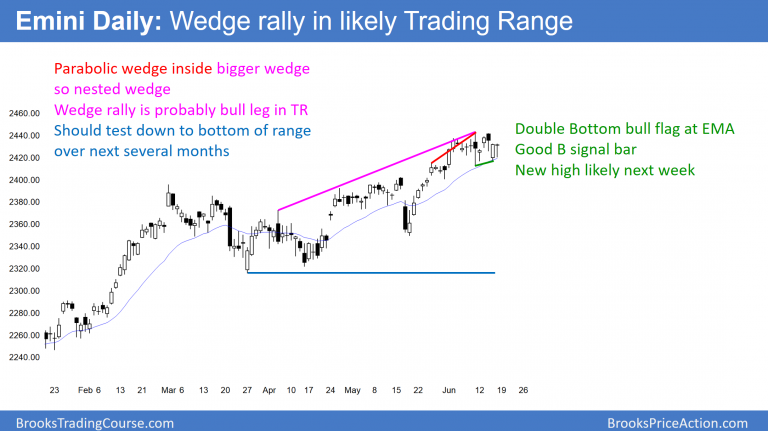 Emini Daily: Wedge rally in likely Trading Range
Parabolic wedge inside bigger wedge
so nested wedge
Wedge rally is probably bull leg in TR
Should test down to bottom of range
over next several months
Double Bottom bull flag at EMA
Good B signal bar
New high likely next week
2460.00
2440.00
2420.00
2400.00
2380.00
2360.00
2340.00
2320.00
2300.00
2280.00
2260.00
2240.00
23 Feb 6 13 21 Mar 6 13 20 27 Apr 10 17 24 May 8 15 22 Jun 12 19 26
BrooksTradingCourse.com BrooksPriceAction.com